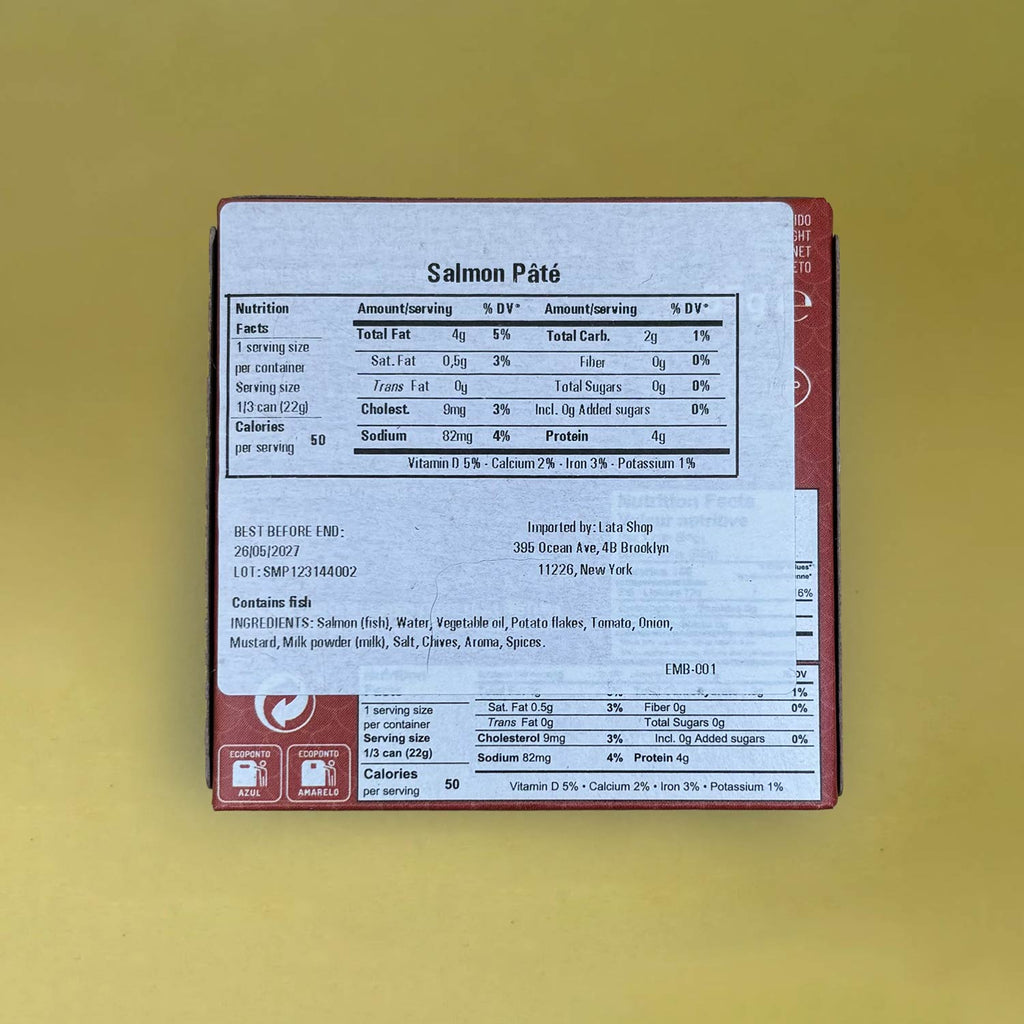 Salmon Pâté
Nutrition Facts
1 serving size
per container
Serving size
1/3 can (22g)
Calories
per serving 50
Amount/serving % DV* Amount/serving % DV*
Total Fat 4g 5% Total Carb. 2g 1%
Sat. Fat 0,5g 3% Fiber 0g 0%
Trans Fat 0g Total Sugars 0g 0%
Cholest. 9mg 3% Incl. 0g Added sugars 0%
Sodium 82mg 4% Protein 4g
Vitamin D 5% - Calcium 2% - Iron 3% - Potassium 1%
BEST BEFORE END:
26/05/2027
LOT: SMP123144002
Imported by: Lata Shop
395 Ocean Ave, 4B Brooklyn
11226, New York
Contains fish
INGREDIENTS: Salmon (fish), Water, Vegetable oil, Potato flakes, Tomato, Onion,
Mustard, Milk powder (milk), Salt, Chives, Aroma, Spices.
EMB-001
Nutrition Facts
6%
DV
1%
1 serving size
per container
Serving size
1/3 can (22g)
Calories
per serving 50
Sat. Fat 0.5g 3% Fiber 0g 0%
Trans Fat 0g Total Sugars 0g
Cholesterol 9mg 3% Incl. 0g Added sugars 0%
Sodium 82mg 4% Protein 4g
Vitamin D 5% • Calcium 2% • Iron 3% • Potassium 1%
ECOPONTO
AZUL
ECOPONTO
AMARELO